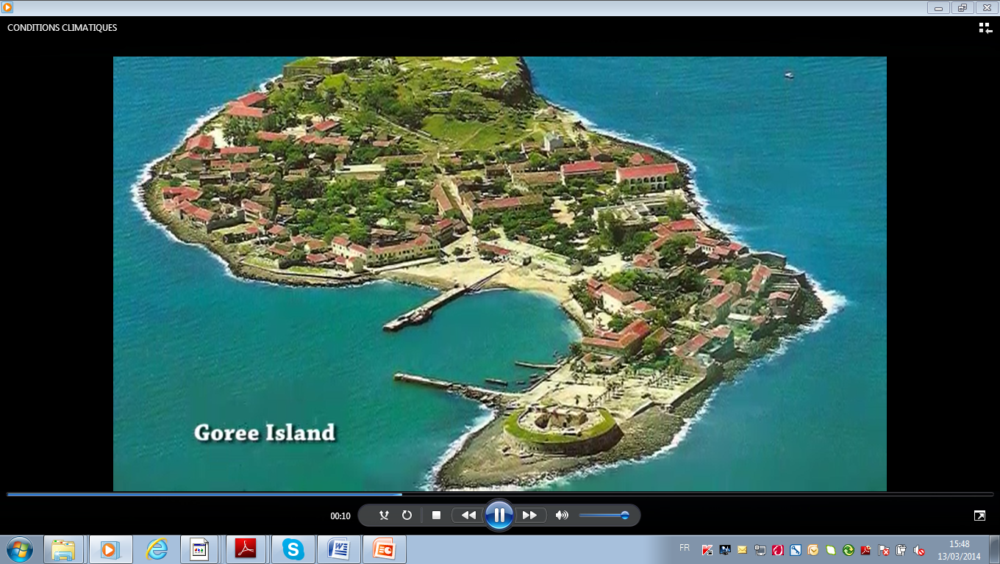 CONDITIONS CLIMATIQUES
Goree Island
00:10
FR
15:48
13/03/2014